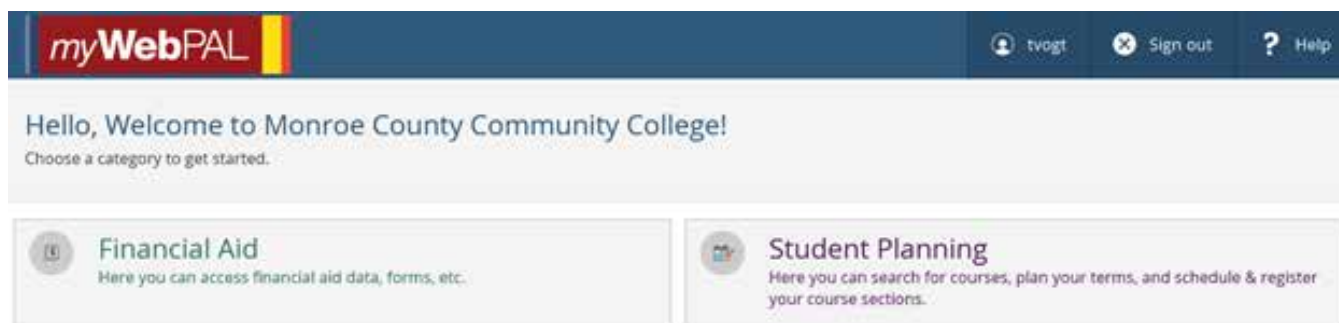 myWebPAL
tvogt
Sign out
? Help
Hello, Welcome to Monroe County Community College!
Choose a category to get started.
Financial Aid
Here you can access financial aid data, forms, etc.
Student Planning
Here you can search for courses, plan your terms, and schedule & register
your course sections.